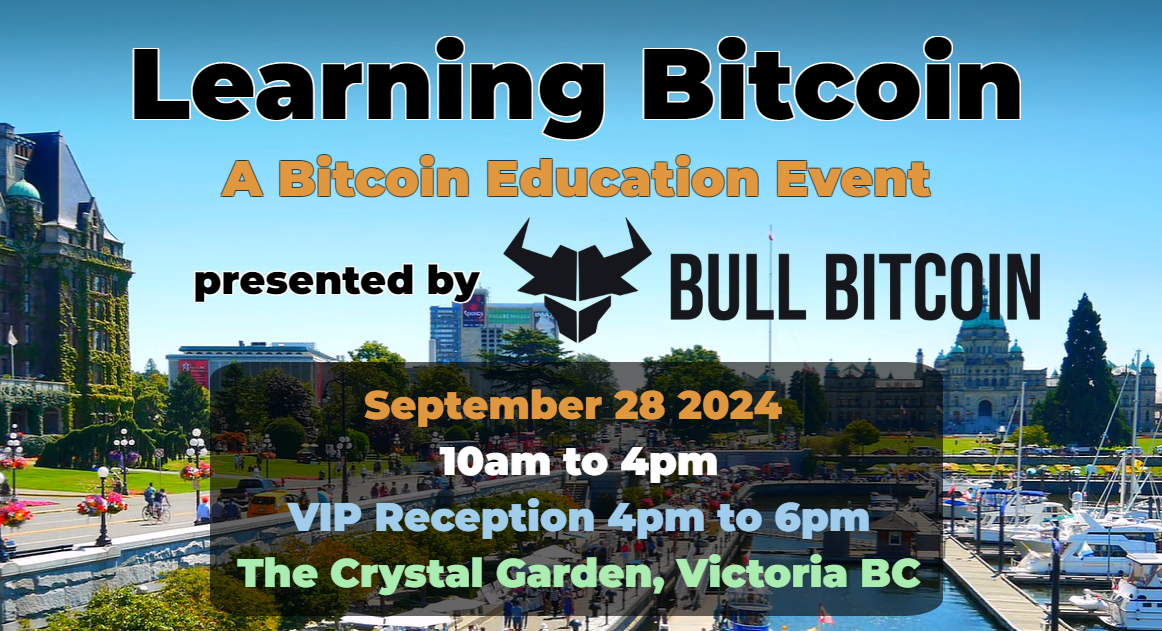 Learning Bitcoin
A Bitcoin Education Event
presented by BULL BITCOIN
September 28 2024
10am to 4pm
VIP Reception 4pm to 6pm
The Crystal Garden, Victoria BC